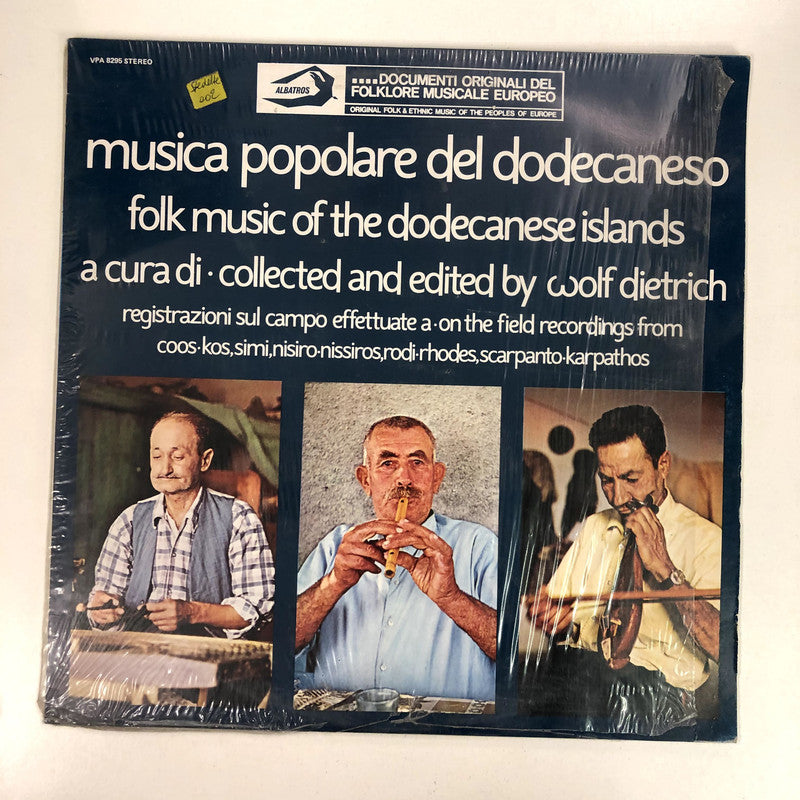 VPA 8295 STEREO
ALBATROS
....DOCUMENTI ORIGINALI DEL
FOLKLORE MUSICALE EUROPEO
ORIGINAL FOLK & ETHNIC MUSIC OF THE PEOPLES OF EUROPE
musica popolare del dodecaneso
folk music of the dodecanese islands
a cura di · collected and edited by wolf dietrich
registrazioni sul campo effettuate a · on the field recordings from
coos · kos, simi, nisiro · nissiros, rodi · rhodes, scarpanto · karpathos